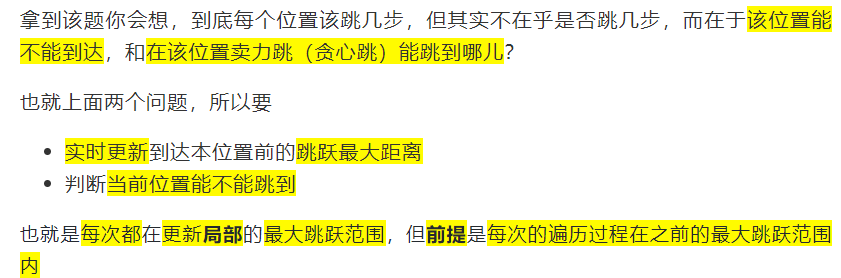 拿到该题你会想，到底每个位置该跳几步，但其实不在乎是否跳几步，而在于该位置能
不能到达，和在该位置卖力跳（贪心跳）能跳到哪儿？
也就上面两个问题，所以要
• 实时更新到达本位置前的跳跃最大距离
• 判断当前位置能不能跳到
也就是每次都在更新局部的最大跳跃范围，但前提是每次的遍历过程在之前的最大跳跃范围
内